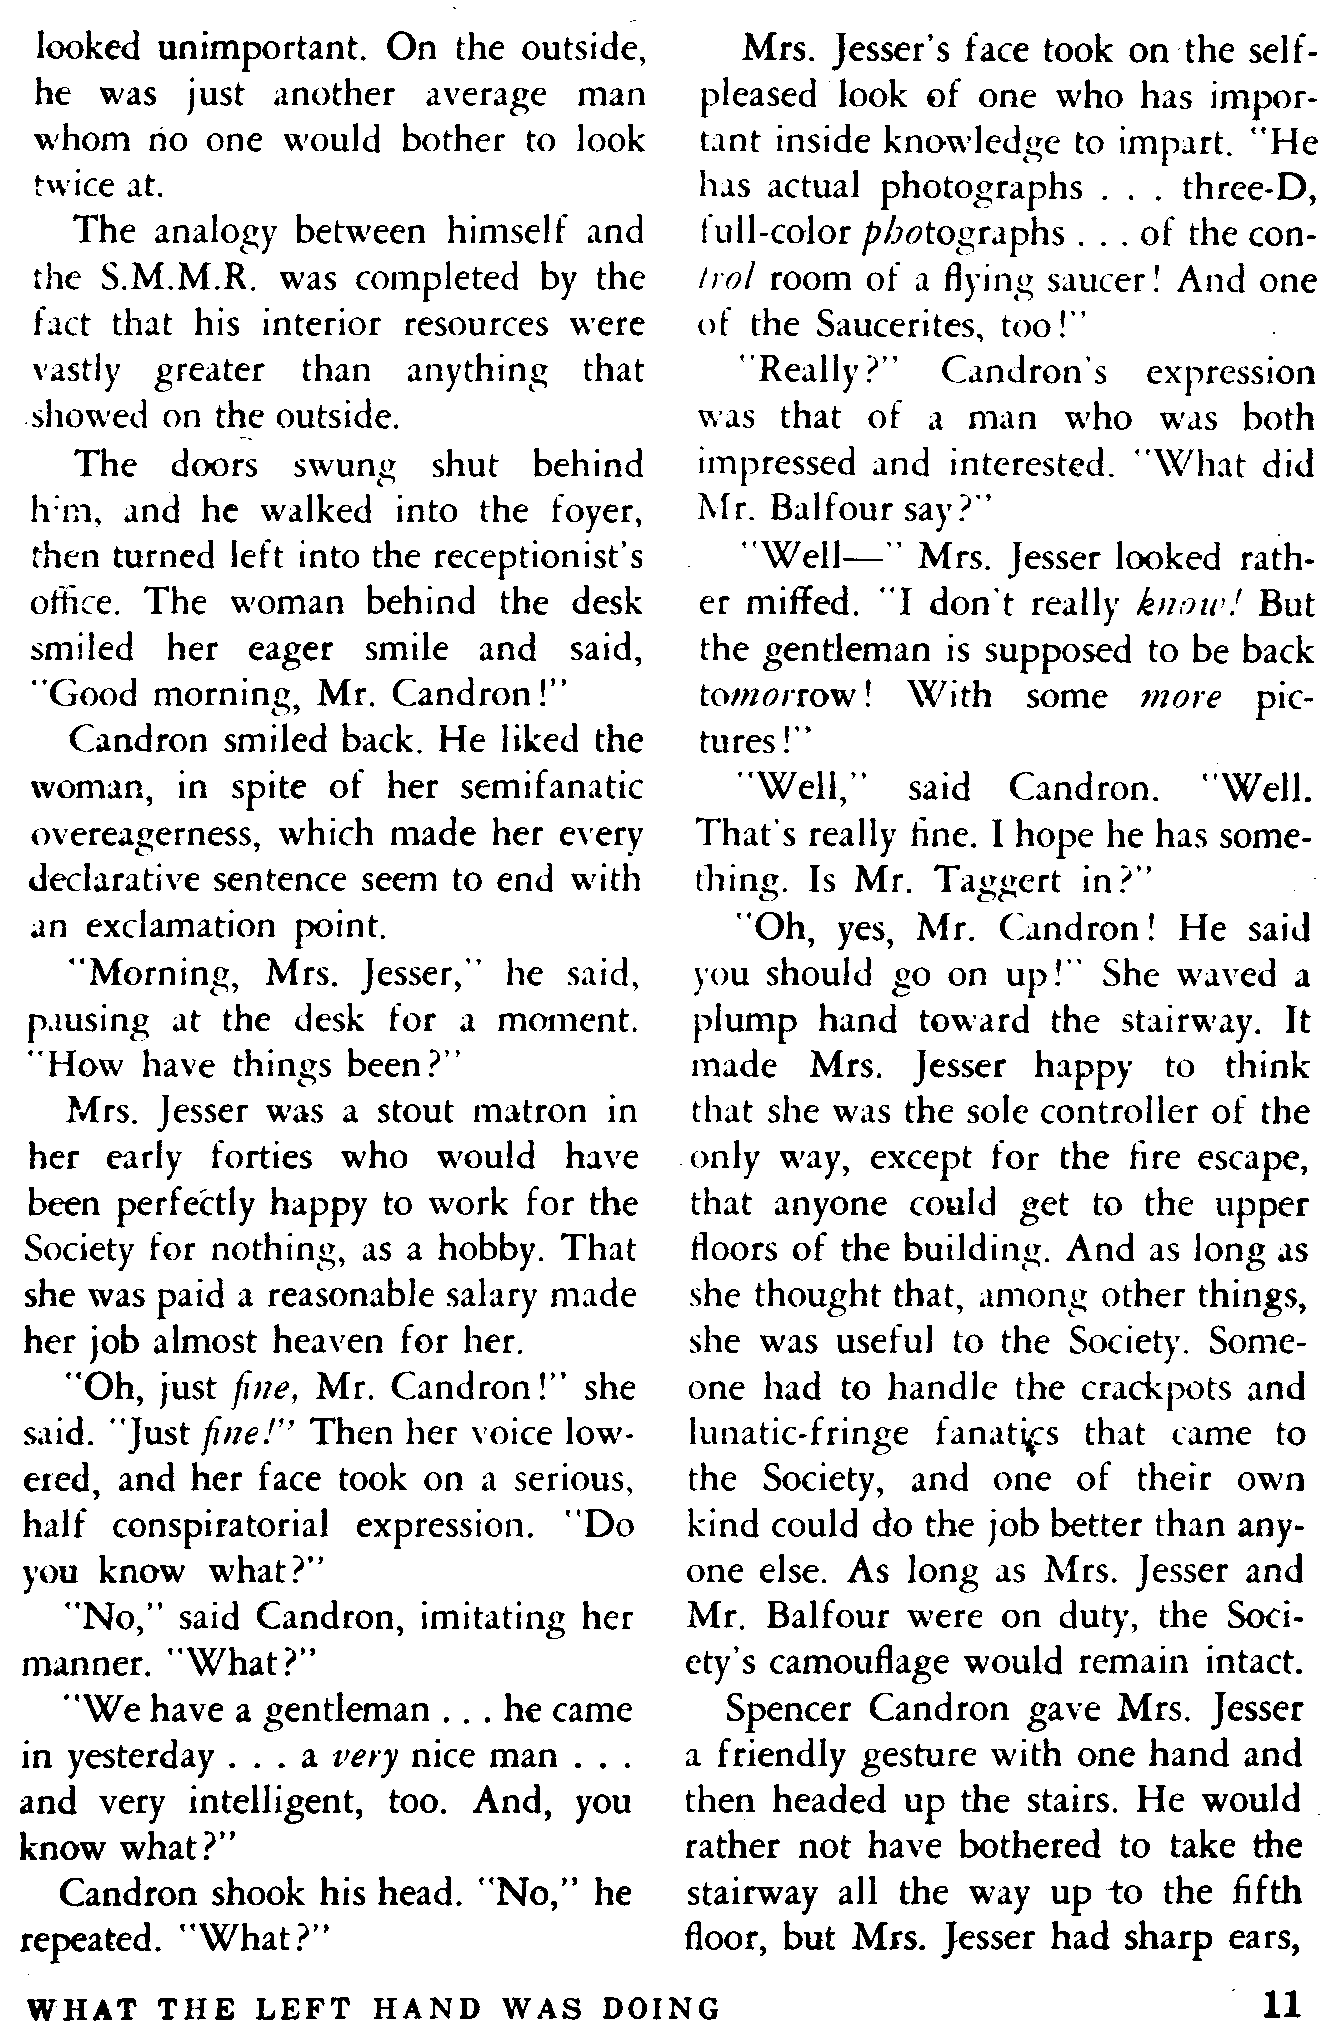 looked unimportant. On the outside,
he was just another average man
whom no one would bother to look
twice at.
The analogy between himself and
the S.M.M.R. was completed by the
fact that his interior resources were
vastly greater than anything that
showed on the outside.
The doors swung shut behind
him, and he walked into the foyer,
then turned left into the receptionist's
office. The woman behind the desk
smiled her eager smile and said,
"Good morning, Mr. Candron!"
Candron smiled back. He liked the
woman, in spite of her semifanatic
overeagerness, which made her every
declarative sentence seem to end with
an exclamation point.
"Morning, Mrs. Jesser," he said,
pausing at the desk for a moment.
"How have things been?"
Mrs. Jesser was a stout matron in
her early forties who would have
been perfectly happy to work for the
Society for nothing, as a hobby. That
she was paid a reasonable salary made
her job almost heaven for her.
"Oh, just fine, Mr. Candron!" she
said. "Just fine!" Then her voice low-
ered, and her face took on a serious,
half conspiratorial expression. "Do
you know what?"
"No," said Candron, imitating her
manner. "What?"
"We have a gentleman . . . he came
in yesterday . . . a very nice man . . .
and very intelligent, too. And, you
know what?"
Candron shook his head. "No," he
repeated. "What?"
Mrs. Jesser's face took on the self-
pleased look of one who has impor-
tant inside knowledge to impart. "He
has actual photographs . . . three-D,
full-color photographs . . . of the con-
trol room of a flying saucer! And one
of the Saucerites, too!"
"Really?" Candron's expression
was that of a man who was both
impressed and interested. "What did
Mr. Balfour say?"
"Well—" Mrs. Jesser looked rath-
er miffed. "I don't really know! But
the gentleman is supposed to be back
tomorrow! With some more pic-
tures!"
"Well," said Candron. "Well.
That's really fine. I hope he has some-
thing. Is Mr. Taggert in?"
"Oh, yes, Mr. Candron! He said
you should go on up!" She waved a
plump hand toward the stairway. It
made Mrs. Jesser happy to think
that she was the sole controller of the
only way, except for the fire escape,
that anyone could get to the upper
floors of the building. And as long as
she thought that, among other things,
she was useful to the Society. Some-
one had to handle the crackpots and
lunatic-fringe fanatics that came to
the Society, and one of their own
kind could do the job better than any-
one else. As long as Mrs. Jesser and
Mr. Balfour were on duty, the Soci-
ety's camouflage would remain intact.
Spencer Candron gave Mrs. Jesser
a friendly gesture with one hand and
then headed up the stairs. He would
rather not have bothered to take the
stairway all the way up to the fifth
floor, but Mrs. Jesser had sharp ears,
WHAT THE LEFT HAND WAS DOING 11